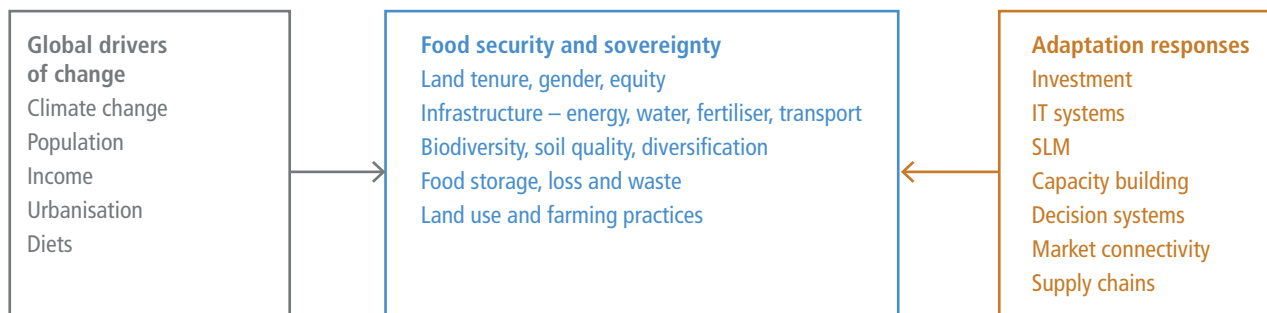 Global drivers
of change
Climate change
Population
Income
Urbanisation
Diets
Food security and sovereignty
Land tenure, gender, equity
Infrastructure – energy, water, fertiliser, transport
Biodiversity, soil quality, diversification
Food storage, loss and waste
Land use and farming practices
Adaptation responses
Investment
IT systems
SLM
Capacity building
Decision systems
Market connectivity
Supply chains